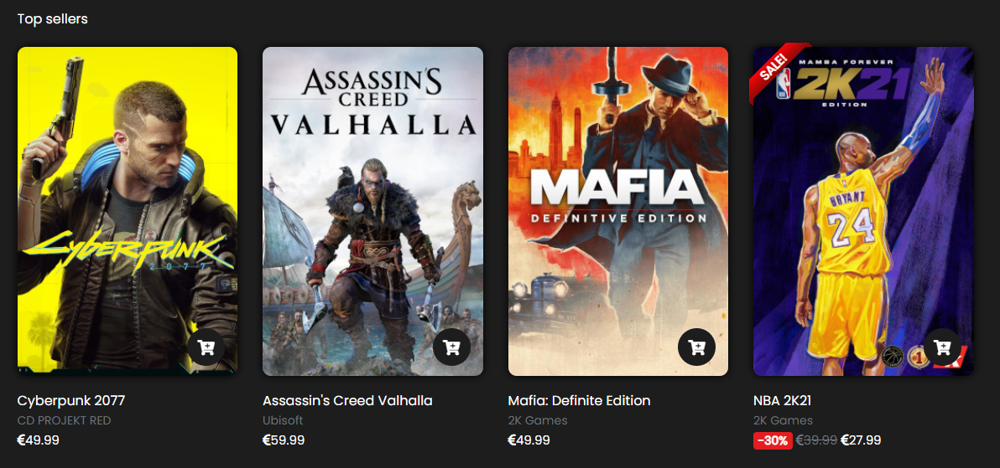 Top sellers
CYBERPUNK
2077
ASSASSIN'S
CREED
VALHALLA
MAFIA
DEFINITIVE EDITION
SALE!
MAMBA FOREVER
NBA 2K21
EDITION
BRYANT
24
#1
Cyberpunk 2077
CD PROJEKT RED
€49.99
Assassin's Creed Valhalla
Ubisoft
€59.99
Mafia: Definite Edition
2K Games
€49.99
NBA 2K21
2K Games
-30% €39.99 €27.99